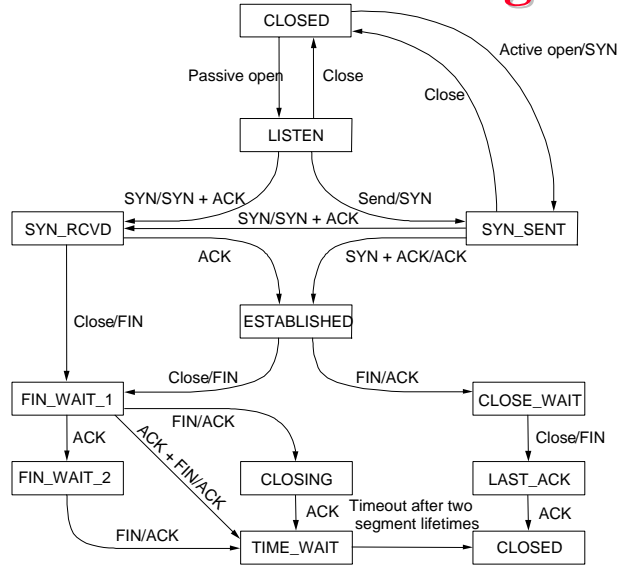 CLOSED
Active open/SYN
Passive open
Close
Close
LISTEN
SYN/SYN + ACK
Send/SYN
SYN/SYN + ACK
SYN_RCVD
SYN_SENT
ACK
SYN + ACK/ACK
Close/FIN
ESTABLISHED
Close/FIN
FIN/ACK
FIN_WAIT_1
CLOSE_WAIT
FIN/ACK
ACK
ACK + FIN/ACK
Close/FIN
FIN_WAIT_2
CLOSING
LAST_ACK
ACK
Timeout after two
segment lifetimes
ACK
FIN/ACK
TIME_WAIT
CLOSED